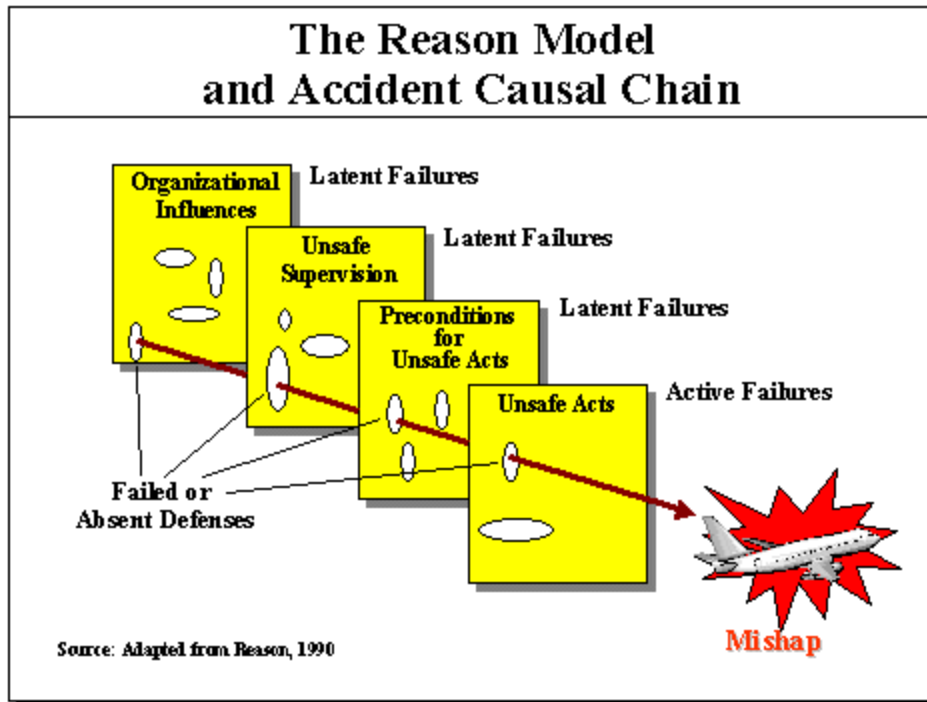 The Reason Model
and Accident Causal Chain
Organizational
Influences
Latent Failures
Unsafe
Supervision
Latent Failures
Preconditions
for
Unsafe Acts
Latent Failures
Unsafe Acts
Active Failures
Failed or
Absent Defenses
Mishap
Source: Adapted from Reason, 1990